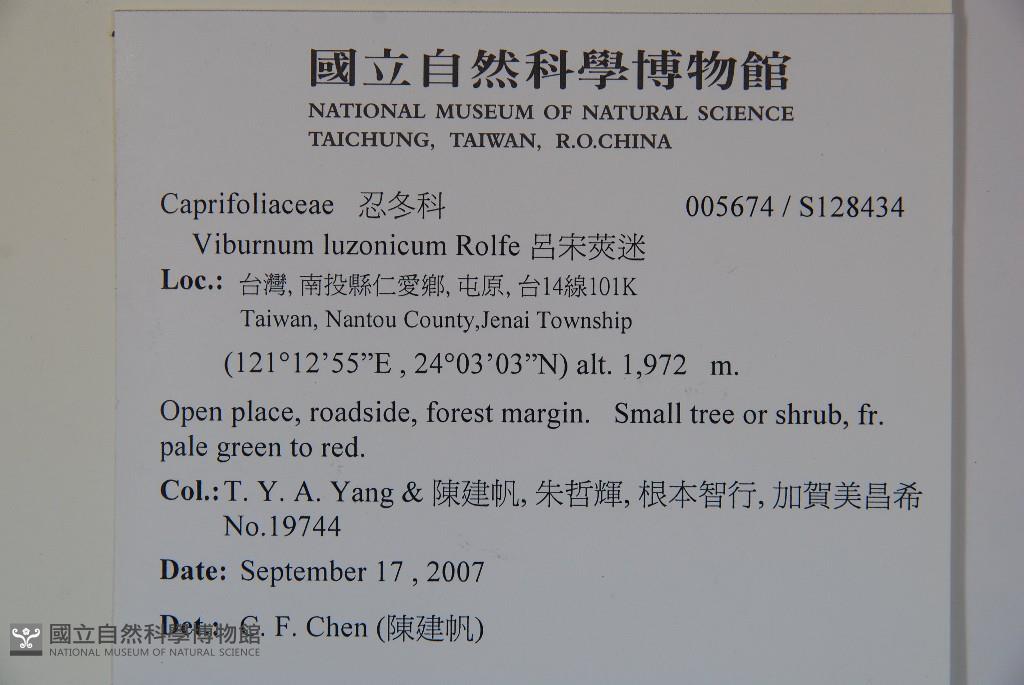 國立自然科學博物館
NATIONAL MUSEUM OF NATURAL SCIENCE
TAICHUNG, TAIWAN, R.O.CHINA
Caprifoliaceae 忍冬科 005674 / S128434
Viburnum luzonicum Rolfe 呂宋莢迷
Loc.: 台灣, 南投縣仁愛鄉, 屯原, 台14線101K
Taiwan, Nantou County,Jenai Township
(121°12’55”E , 24°03’03”N) alt. 1,972 m.
Open place, roadside, forest margin. Small tree or shrub, fr.
pale green to red.
Col.: T. Y. A. Yang & 陳建帆, 朱哲輝, 根本智行, 加賀美昌希
No.19744
Date: September 17 , 2007
Det.: C. F. Chen (陳建帆)
國立自然科學博物館
NATIONAL MUSEUM OF NATURAL SCIENCE